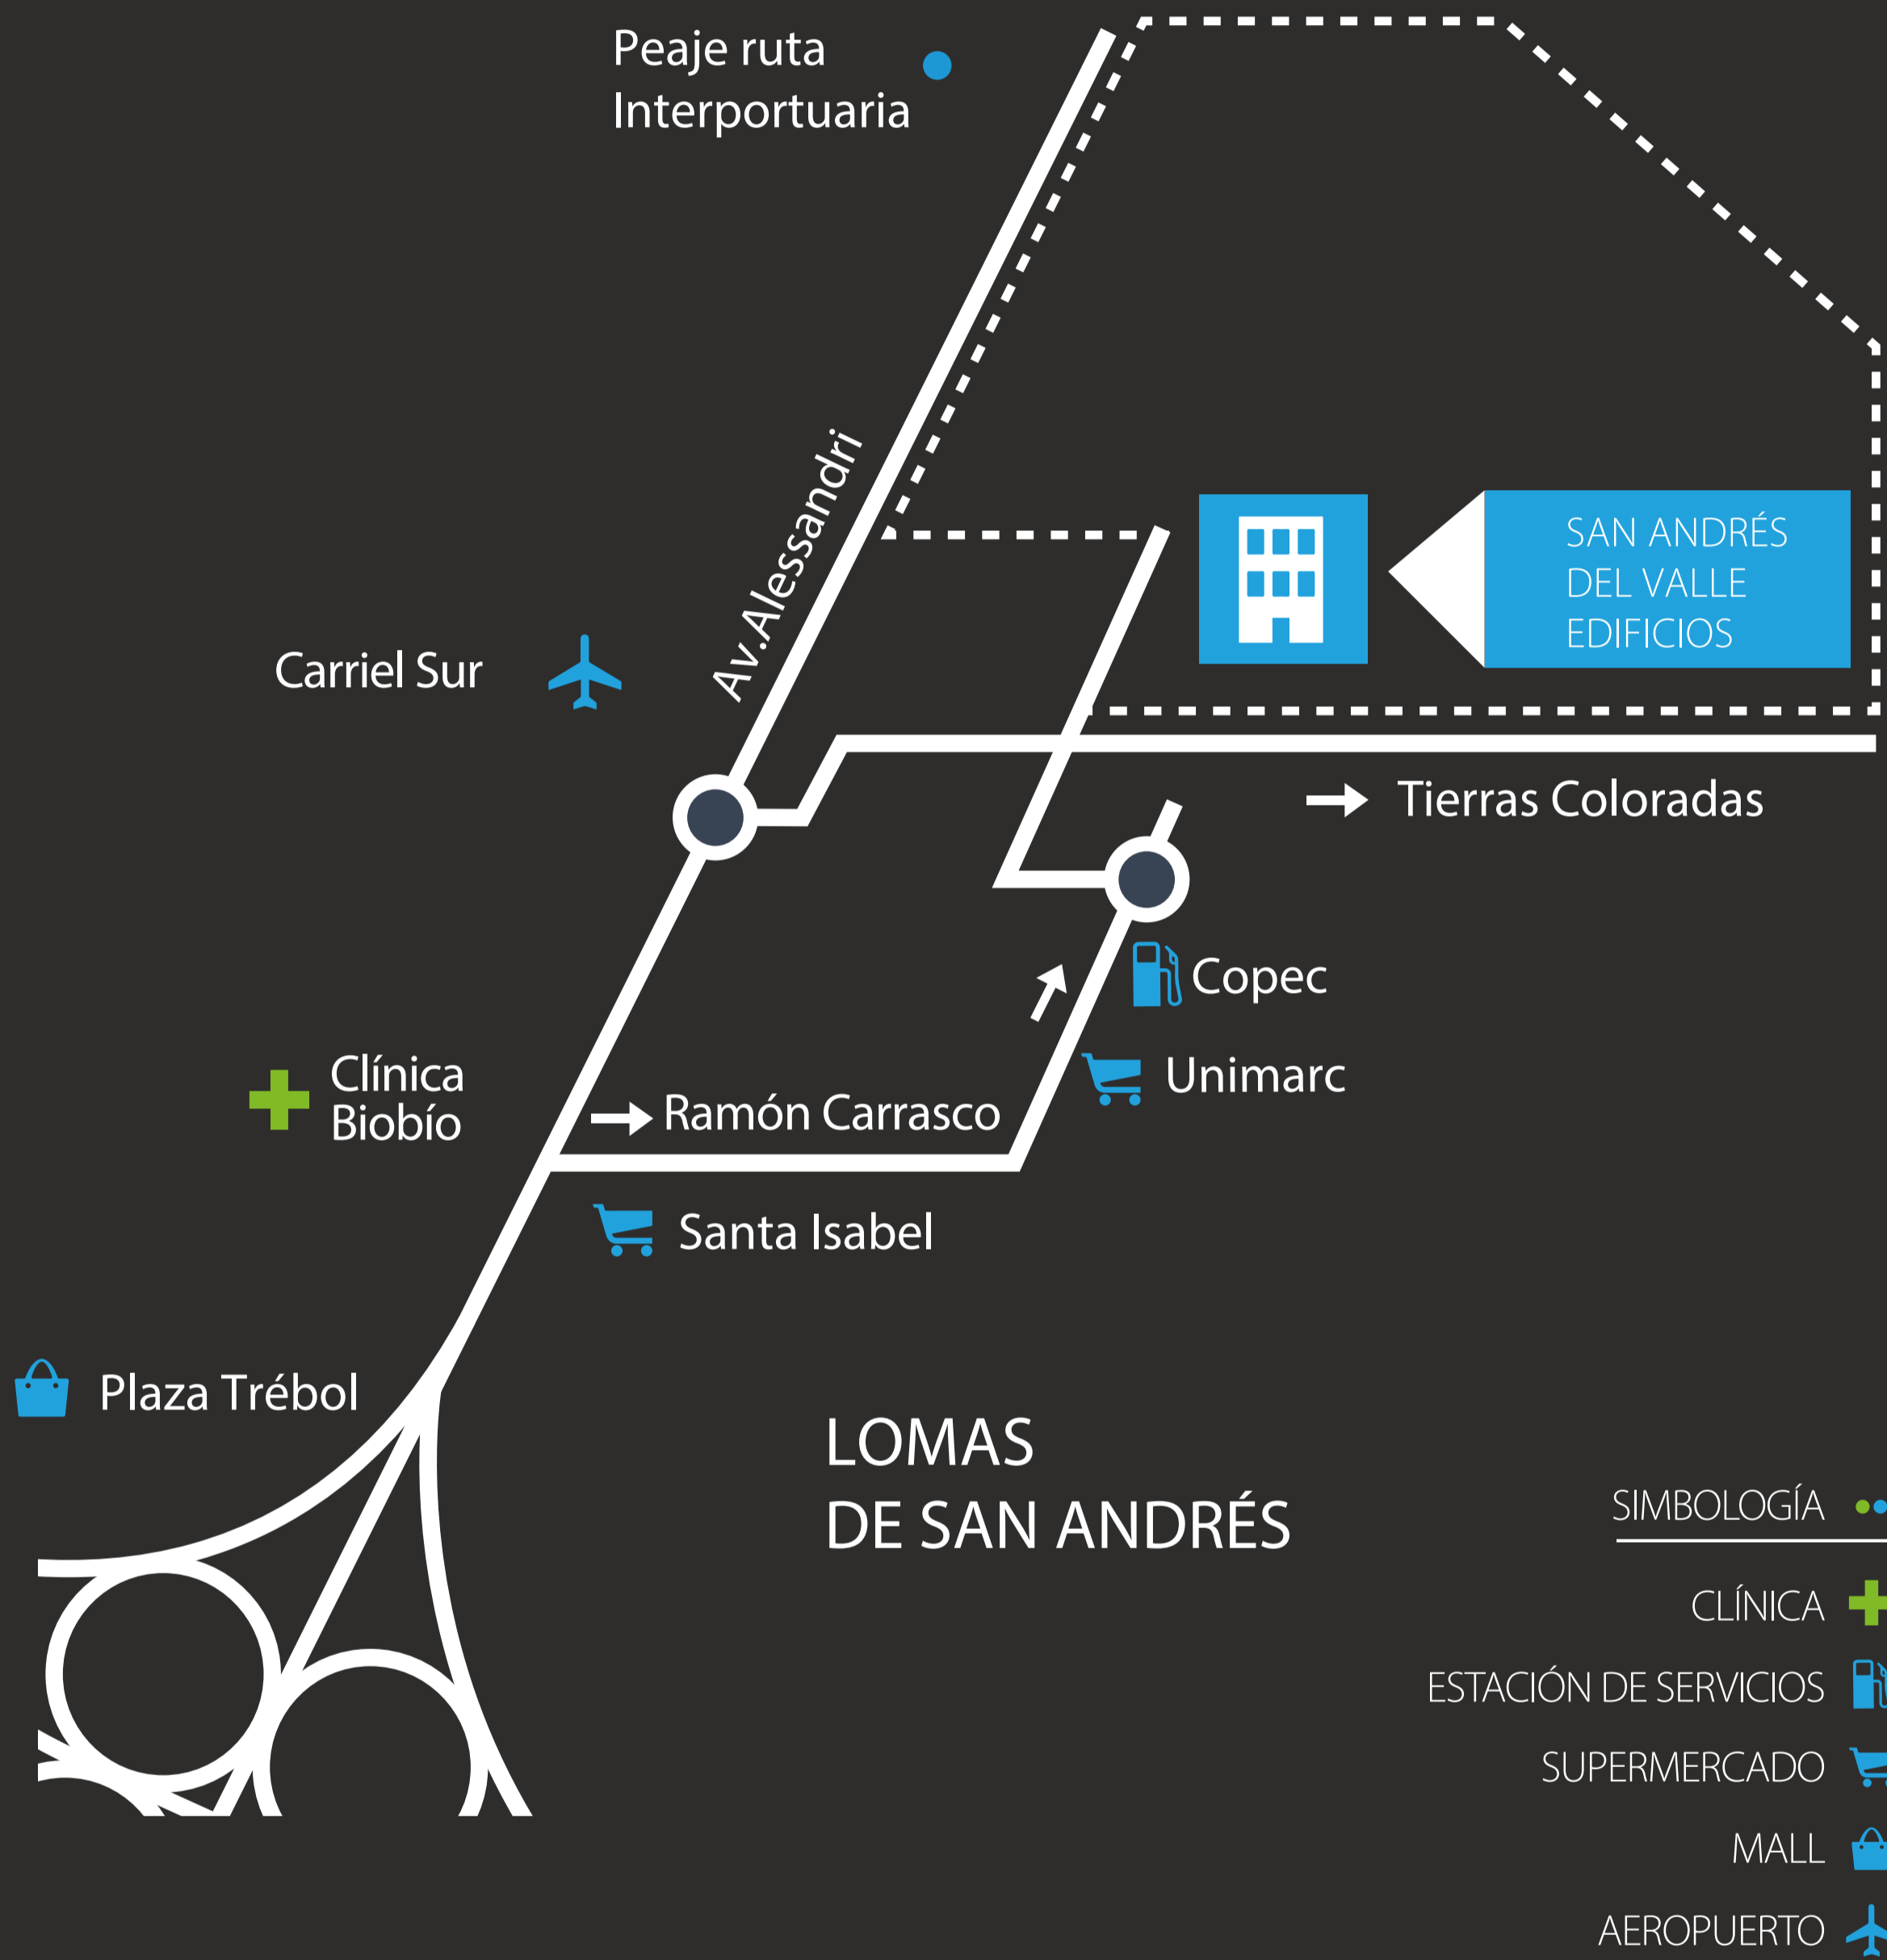 Peaje ruta
Interportuaria
Av.Alessandri
SAN ANDRÉS
DEL VALLE
EDIFICIOS
Carriel Sur
Tierras Coloradas
Copec
Clínica
Biobío
Unimarc
Ramón Carrasco
Santa Isabel
Plaza Trébol
LOMAS
DE SAN ANDRÉS
SIMBOLOGÍA
CLÍNICA
ESTACIÓN DE SERVICIOS
SUPERMERCADO
MALL
AEROPUERTO